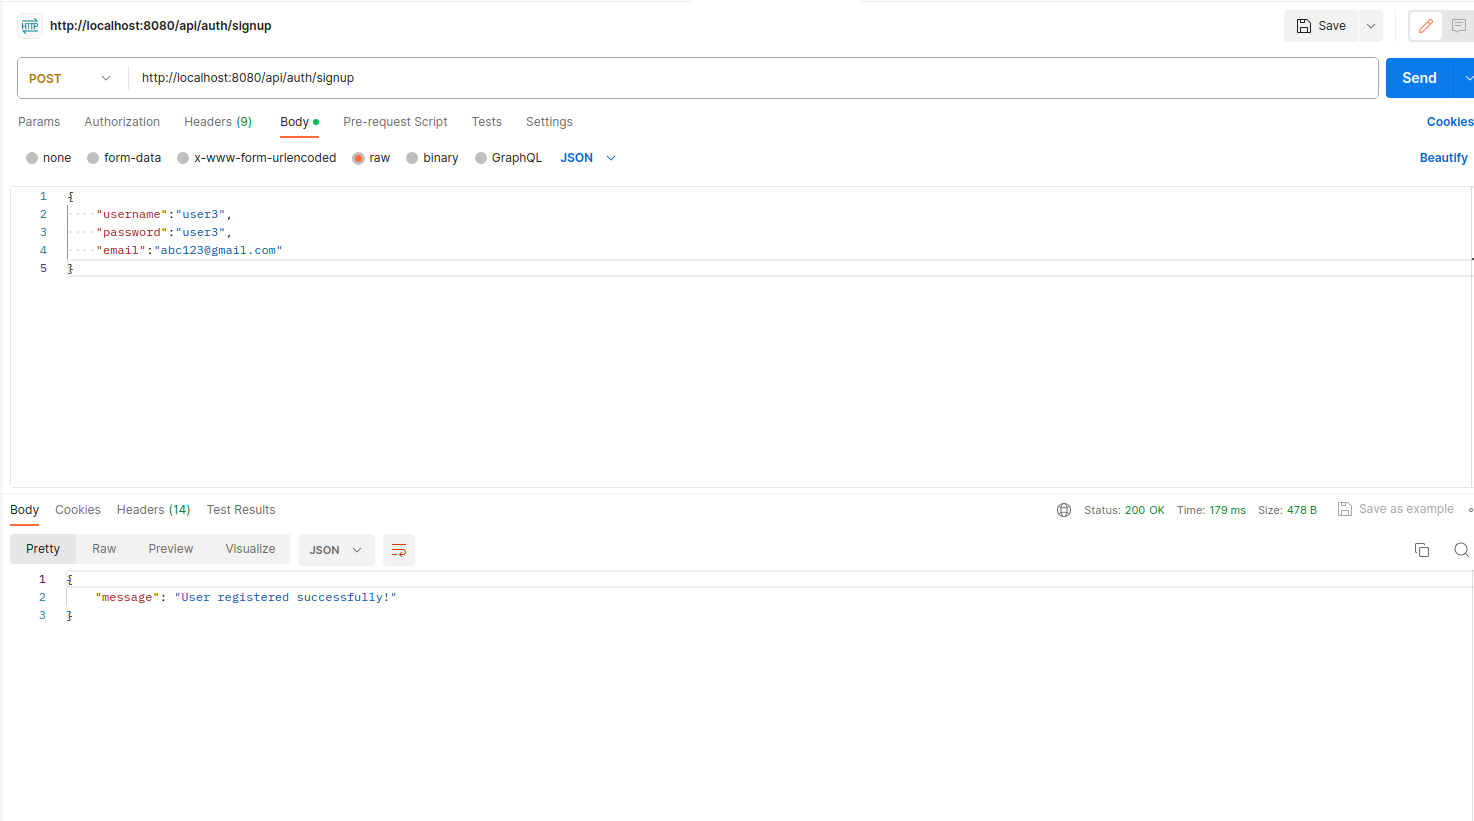 HTTP http://localhost:8080/api/auth/signup Save
POST http://localhost:8080/api/auth/signup Send
Params Authorization Headers (9) Body Pre-request Script Tests Settings Cookies
none form-data x-www-form-urlencoded raw binary GraphQL JSON Beautify
1 {
2 ····"username":"user3",
3 ····"password":"user3",
4 ····"email":"abc123@gmail.com"
5 }
Body Cookies Headers (14) Test Results Status: 200 OK Time: 179 ms Size: 478 B Save as example
Pretty Raw Preview Visualize JSON
1 {
2 "message": "User registered successfully!"
3 }